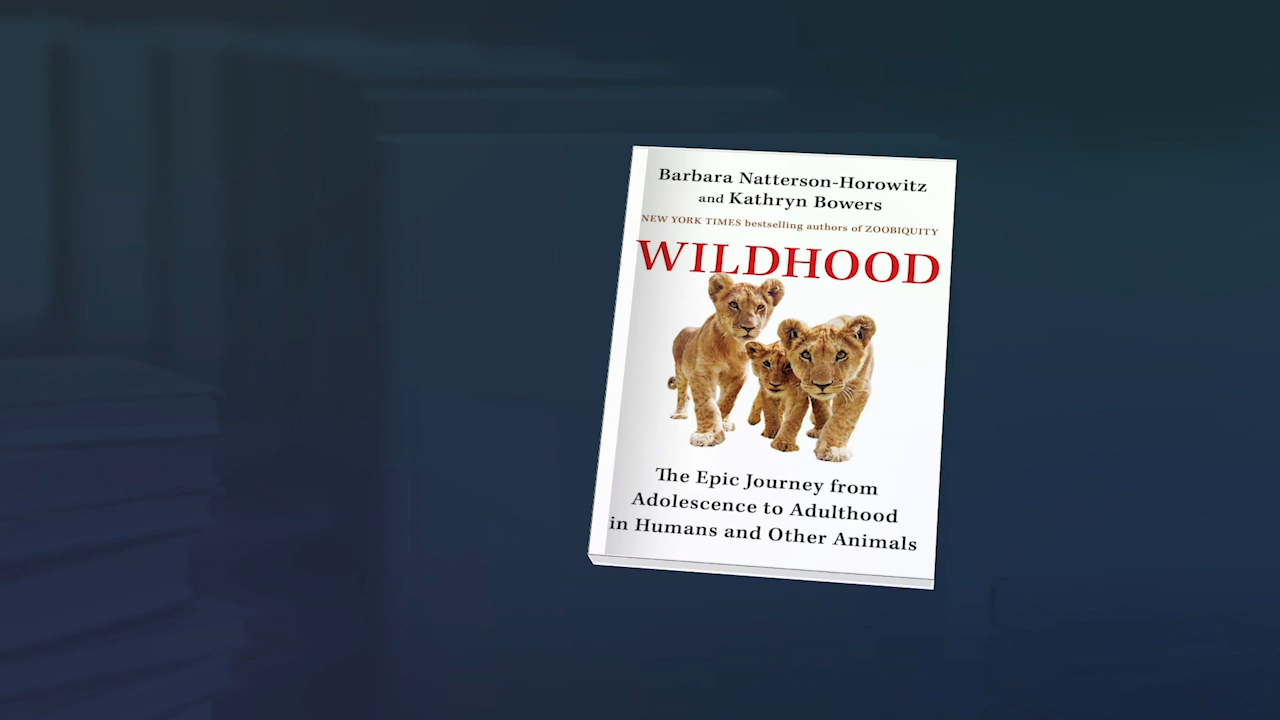 Barbara Natterson-Horowitz
and Kathryn Bowers
NEW YORK TIMES bestselling authors of ZOOBIQUITY
WILDHOOD
The Epic Journey from
Adolescence to Adulthood
in Humans and Other Animals